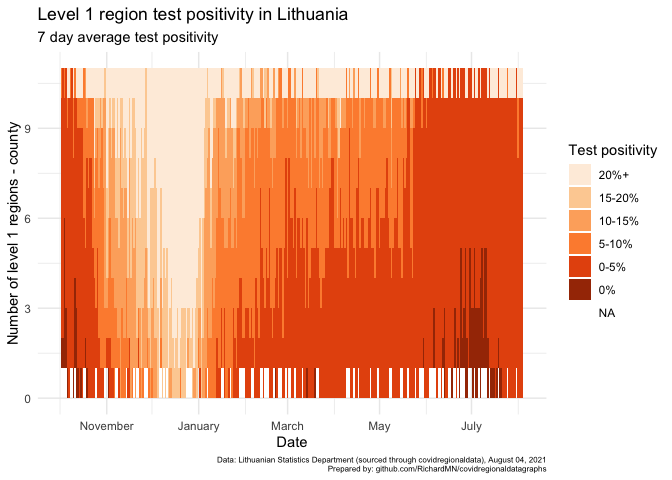 Level 1 region test positivity in Lithuania
7 day average test positivity
Number of level 1 regions - county
9
6
3
0
November
January
March
May
July
Date
Test positivity
20%+
15-20%
10-15%
5-10%
0-5%
0%
NA
Data: Lithuanian Statistics Department (sourced through covidregionaldata), August 04, 2021
Prepared by: github.com/RichardMN/covidregionaldatagraphs